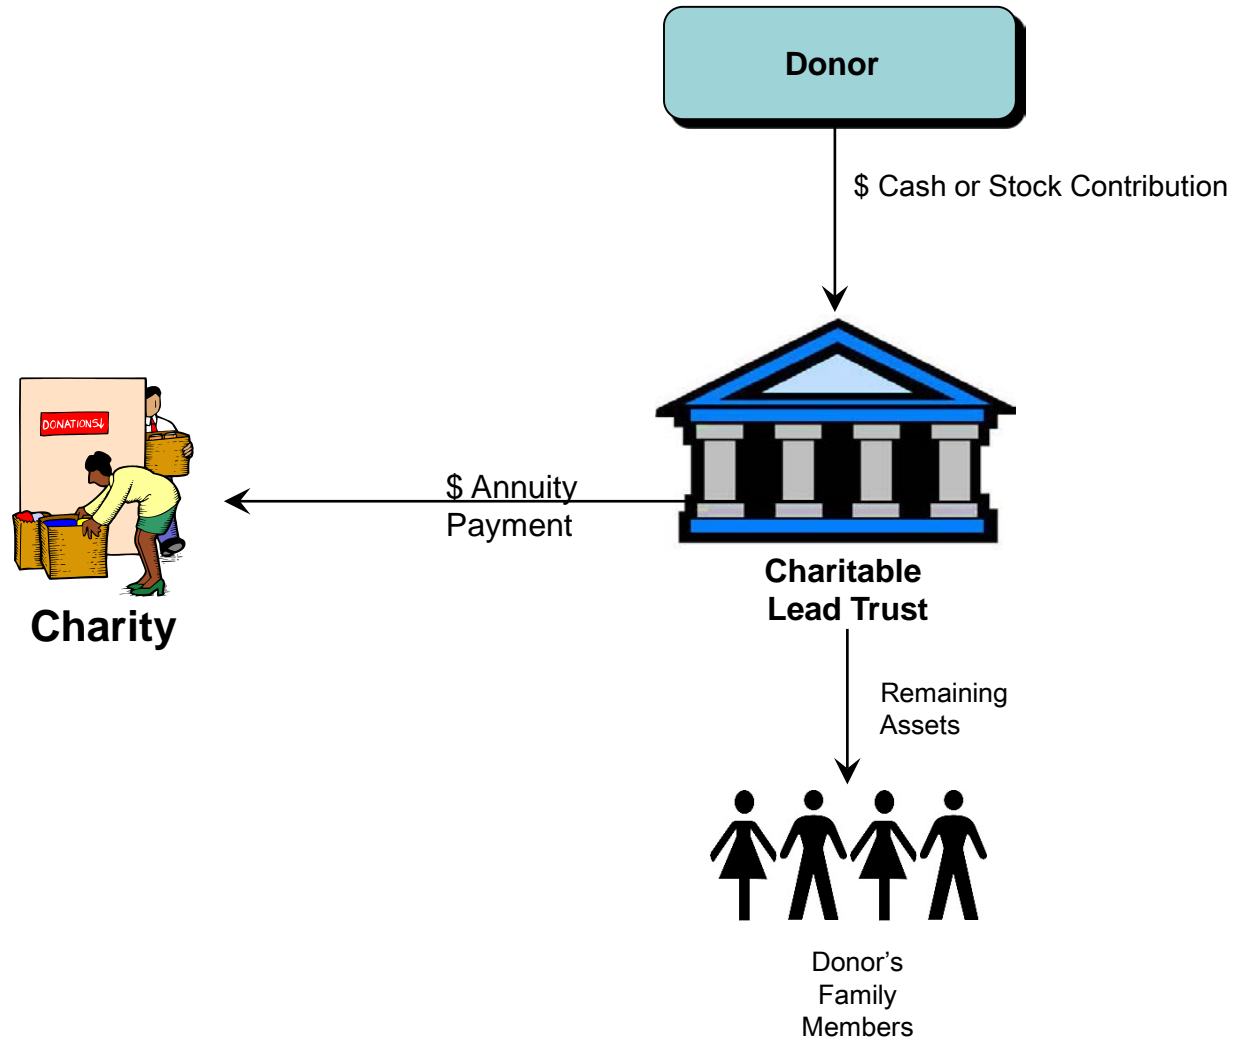 Donor
$ Cash or Stock Contribution
DONATIONS↓
$ Annuity
Payment
Charity
Charitable
Lead Trust
Remaining
Assets
Donor’s
Family
Members